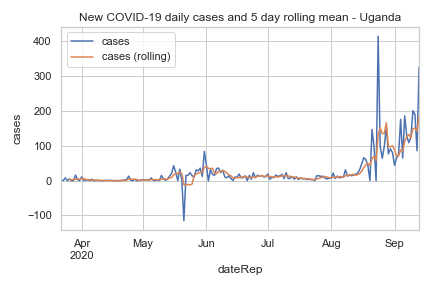 New COVID-19 daily cases and 5 day rolling mean - Uganda
cases
cases (rolling)
400
300
200
100
0
−100
cases
Apr
2020
May
Jun
Jul
Aug
Sep
dateRep